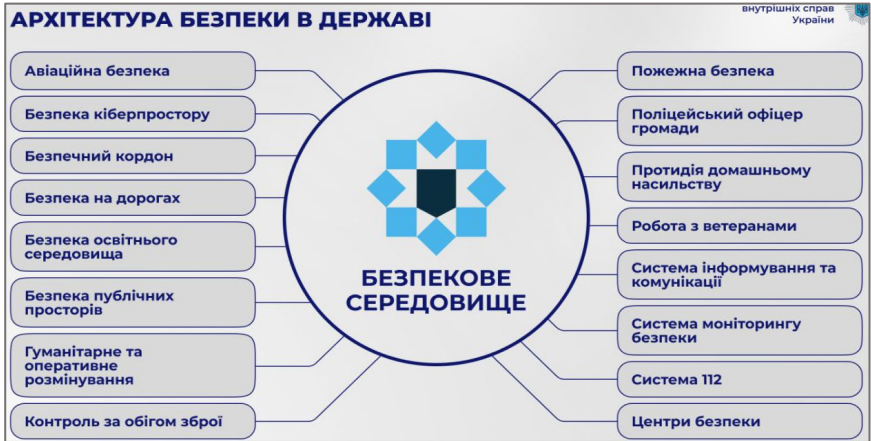 АРХІТЕКТУРА БЕЗПЕКИ В ДЕРЖАВІ
внутрішніх справ
України
Авіаційна безпека
Безпека кіберпростору
Безпечний кордон
Безпека на дорогах
Безпека освітнього
середовища
Безпека публічних
просторів
Гуманітарне та
оперативне
розмінування
Контроль за обігом зброї
БЕЗПЕКОВЕ
СЕРЕДОВИЩЕ
Пожежна безпека
Поліцейський офіцер
громади
Протидія домашньому
насильству
Робота з ветеранами
Система інформування та
комунікації
Система моніторингу
безпеки
Система 112
Центри безпеки